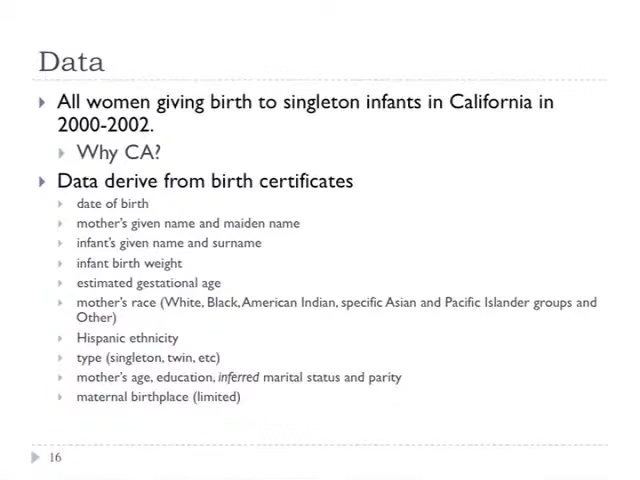 Data
All women giving birth to singleton infants in California in
2000-2002.
Why CA?
Data derive from birth certificates
date of birth
mother's given name and maiden name
infant's given name and surname
infant birth weight
estimated gestational age
mother's race (White, Black, American Indian, specific Asian and Pacific Islander groups and
Other)
Hispanic ethnicity
type (singleton, twin, etc)
mother's age, education, inferred marital status and parity
maternal birthplace (limited)
16